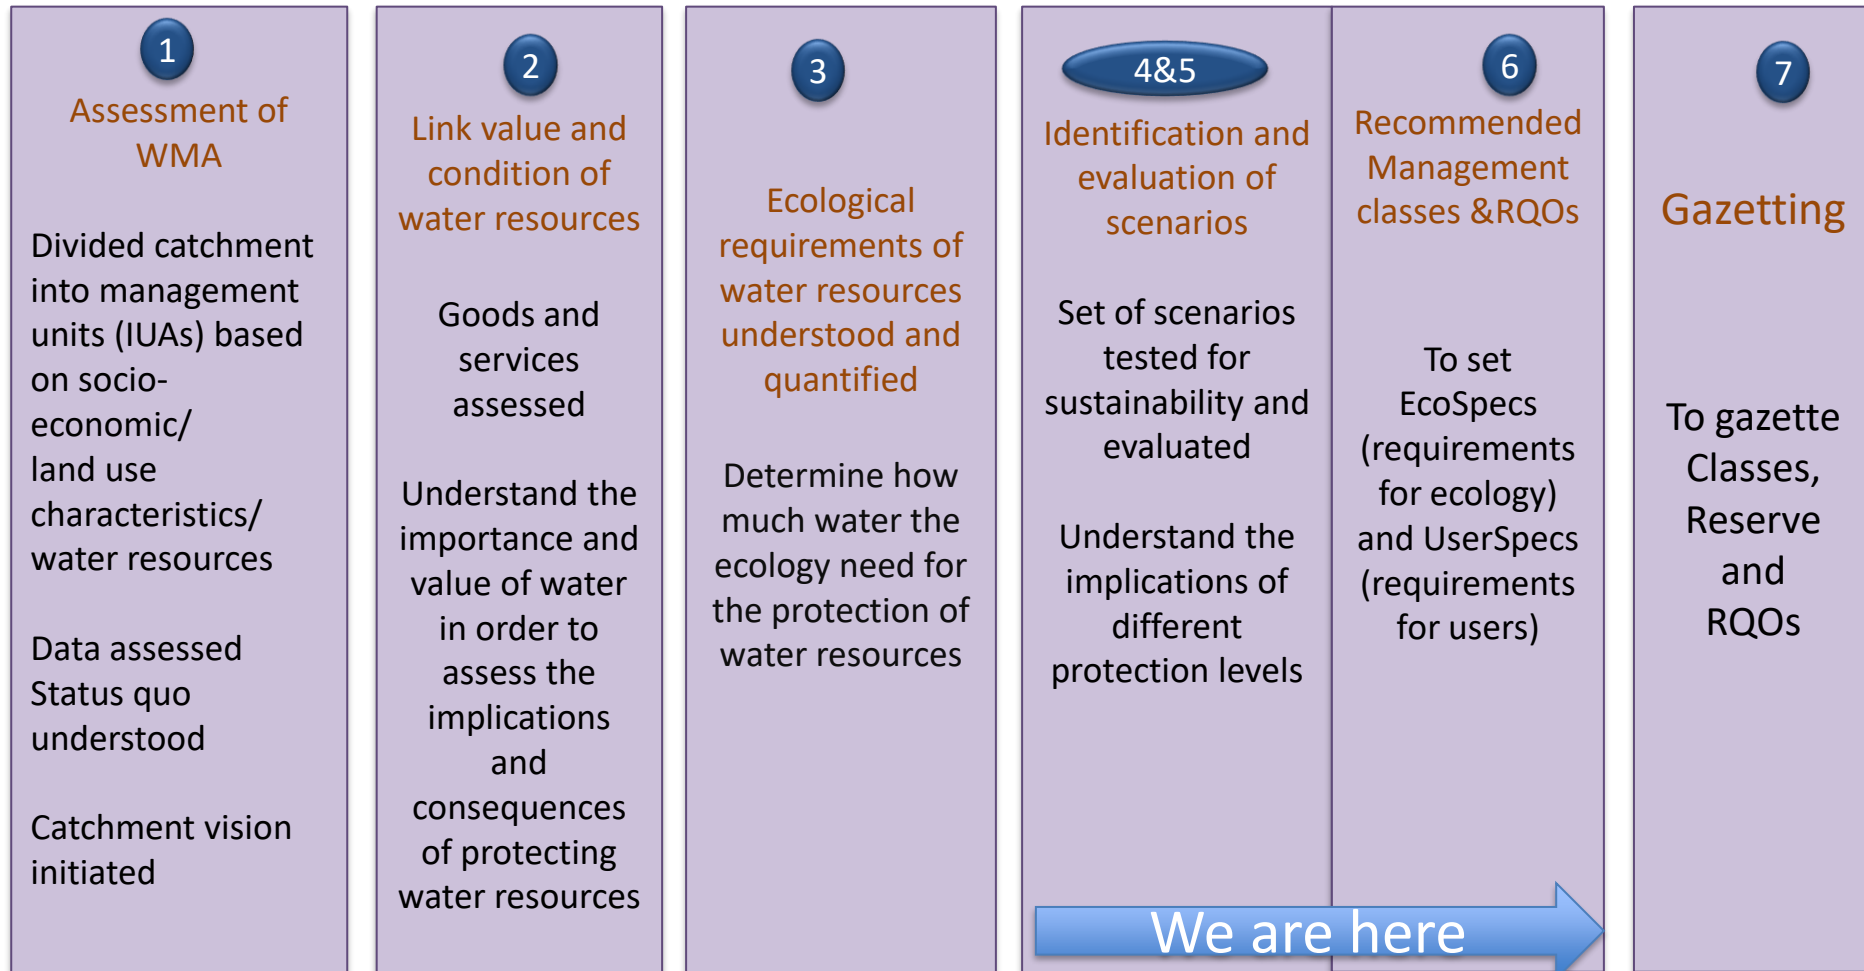 1
Assessment of
WMA
Divided catchment
into management
units (IUAs) based
on socio-
economic/
land use
characteristics/
water resources
Data assessed
Status quo
understood
Catchment vision
initiated
2
Link value and
condition of
water resources
Goods and
services
assessed
Understand the
importance and
value of water
in order to
assess the
implications
and
consequences
of protecting
water resources
3
Ecological
requirements of
water resources
understood and
quantified
Determine how
much water the
ecology need for
the protection of
water resources
4&5
Identification and
evaluation of
scenarios
Set of scenarios
tested for
sustainability and
evaluated
Understand the
implications of
different
protection levels
6
Recommended
Management
classes &RQOs
To set
EcoSpecs
(requirements
for ecology)
and UserSpecs
(requirements
for users)
We are here
7
Gazetting
To gazette
Classes,
Reserve
and
RQOs